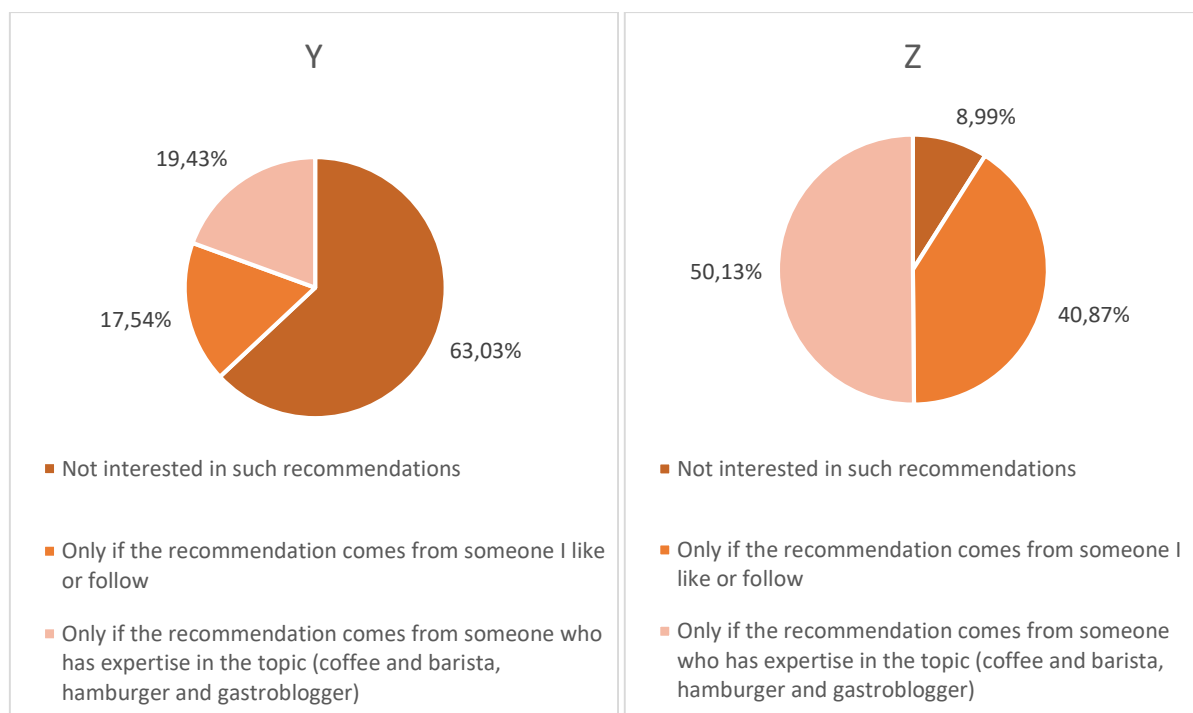 Y
19,43%
17,54%
63,03%
Not interested in such recommendations
Only if the recommendation comes from someone I like
or follow
Only if the recommendation comes from someone who
has expertise in the topic (coffee and barista,
hamburger and gastroblogger)
Z
8,99%
50,13%
40,87%
Not interested in such recommendations
Only if the recommendation comes from someone I
like or follow
Only if the recommendation comes from someone
who has expertise in the topic (coffee and barista,
hamburger and gastroblogger)